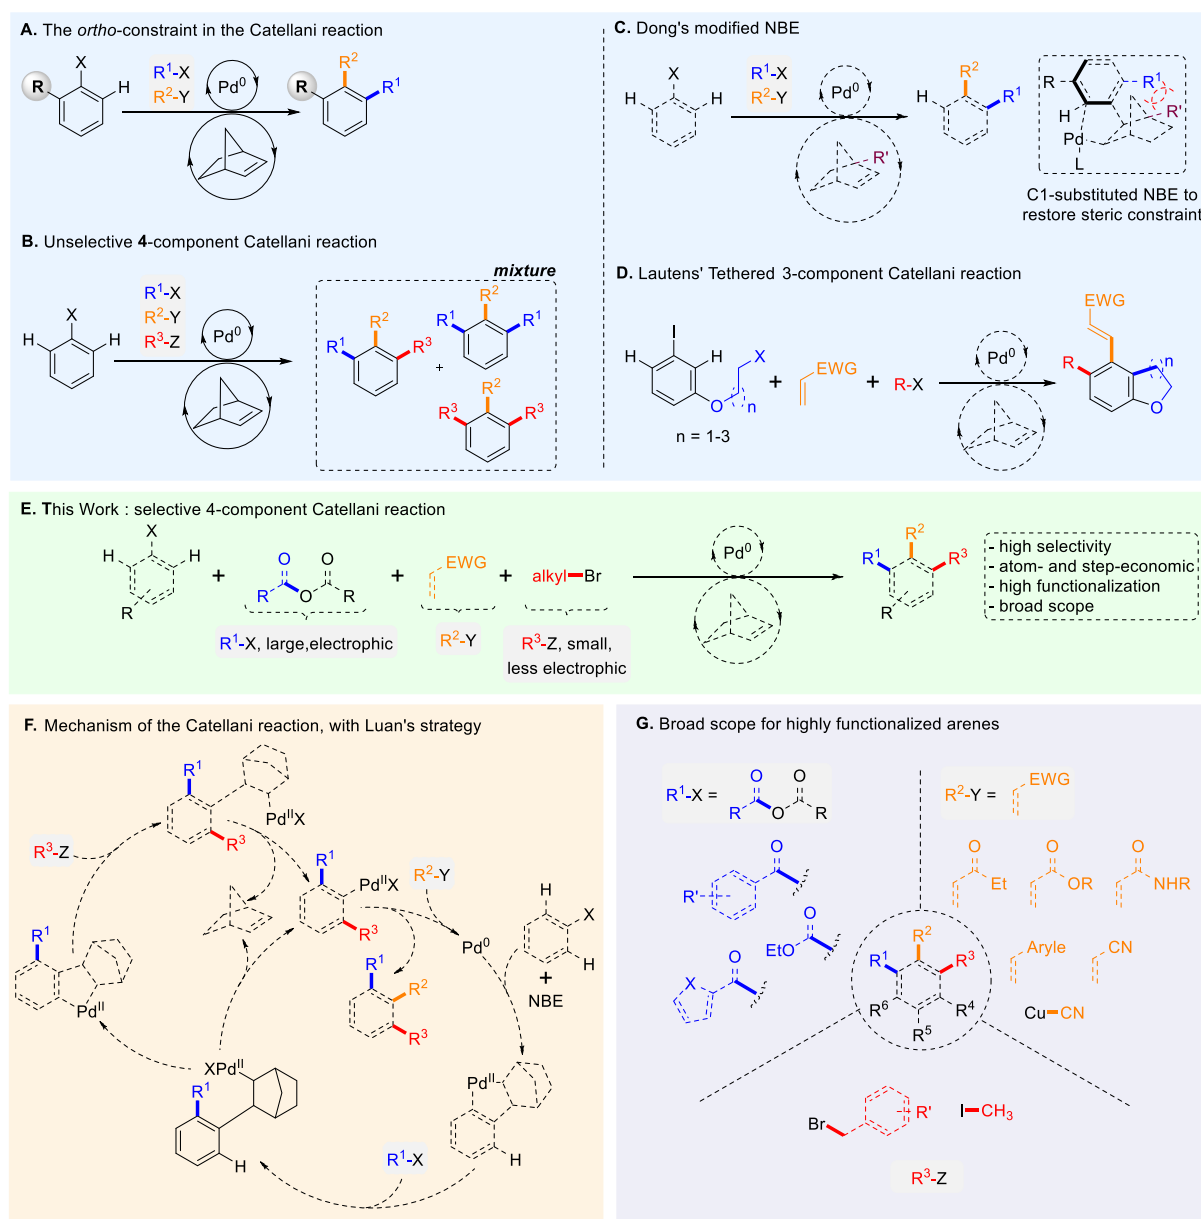 A. The ortho-constraint in the Catellani reaction
X
R
H
R¹-X
R²-Y
Pd⁰
R
R²
R¹
B. Unselective 4-component Catellani reaction
X
H
H
R¹-X
R²-Y
R³-Z
Pd⁰
mixture
R²
R¹
R³
+
R²
R¹
R¹
R²
R³
R³
C. Dong's modified NBE
X
H
H
R¹-X
R²-Y
Pd⁰
R'
R²
H
R¹
R
R¹
H
R'
Pd
L
C1-substituted NBE to
restore steric constraint
D. Lautens' Tethered 3-component Catellani reaction
I
H
X
O
n
n = 1-3
+
EWG
+
R-X
Pd⁰
EWG
R
n
O
E. This Work : selective 4-component Catellani reaction
X
H
H
R
+
O
O
R
O
R
R¹-X, large,electrophic
+
EWG
R²-Y
+
alkyl
Br
R³-Z, small,
less electrophic
Pd⁰
R²
R¹
R³
R
- high selectivity
- atom- and step-economic
- high functionalization
- broad scope
F. Mechanism of the Catellani reaction, with Luan's strategy
R¹
PdᴵᴵX
R³
R³-Z
R¹
PdᴵᴵX
R³
R²-Y
Pd⁰
H
X
H
+
NBE
R¹
Pdᴵᴵ
R¹
R²
R³
XPdᴵᴵ
R¹
H
Pdᴵᴵ
H
R¹-X
G. Broad scope for highly functionalized arenes
R¹-X =
O
O
R
O
R
R²-Y =
EWG
O
R'
O
EtO
O
X
O
Et
O
OR
O
NHR
Aryle
CN
Cu
CN
R²
R¹
R³
R⁶
R⁴
R⁵
Br
R'
I
CH₃
R³-Z